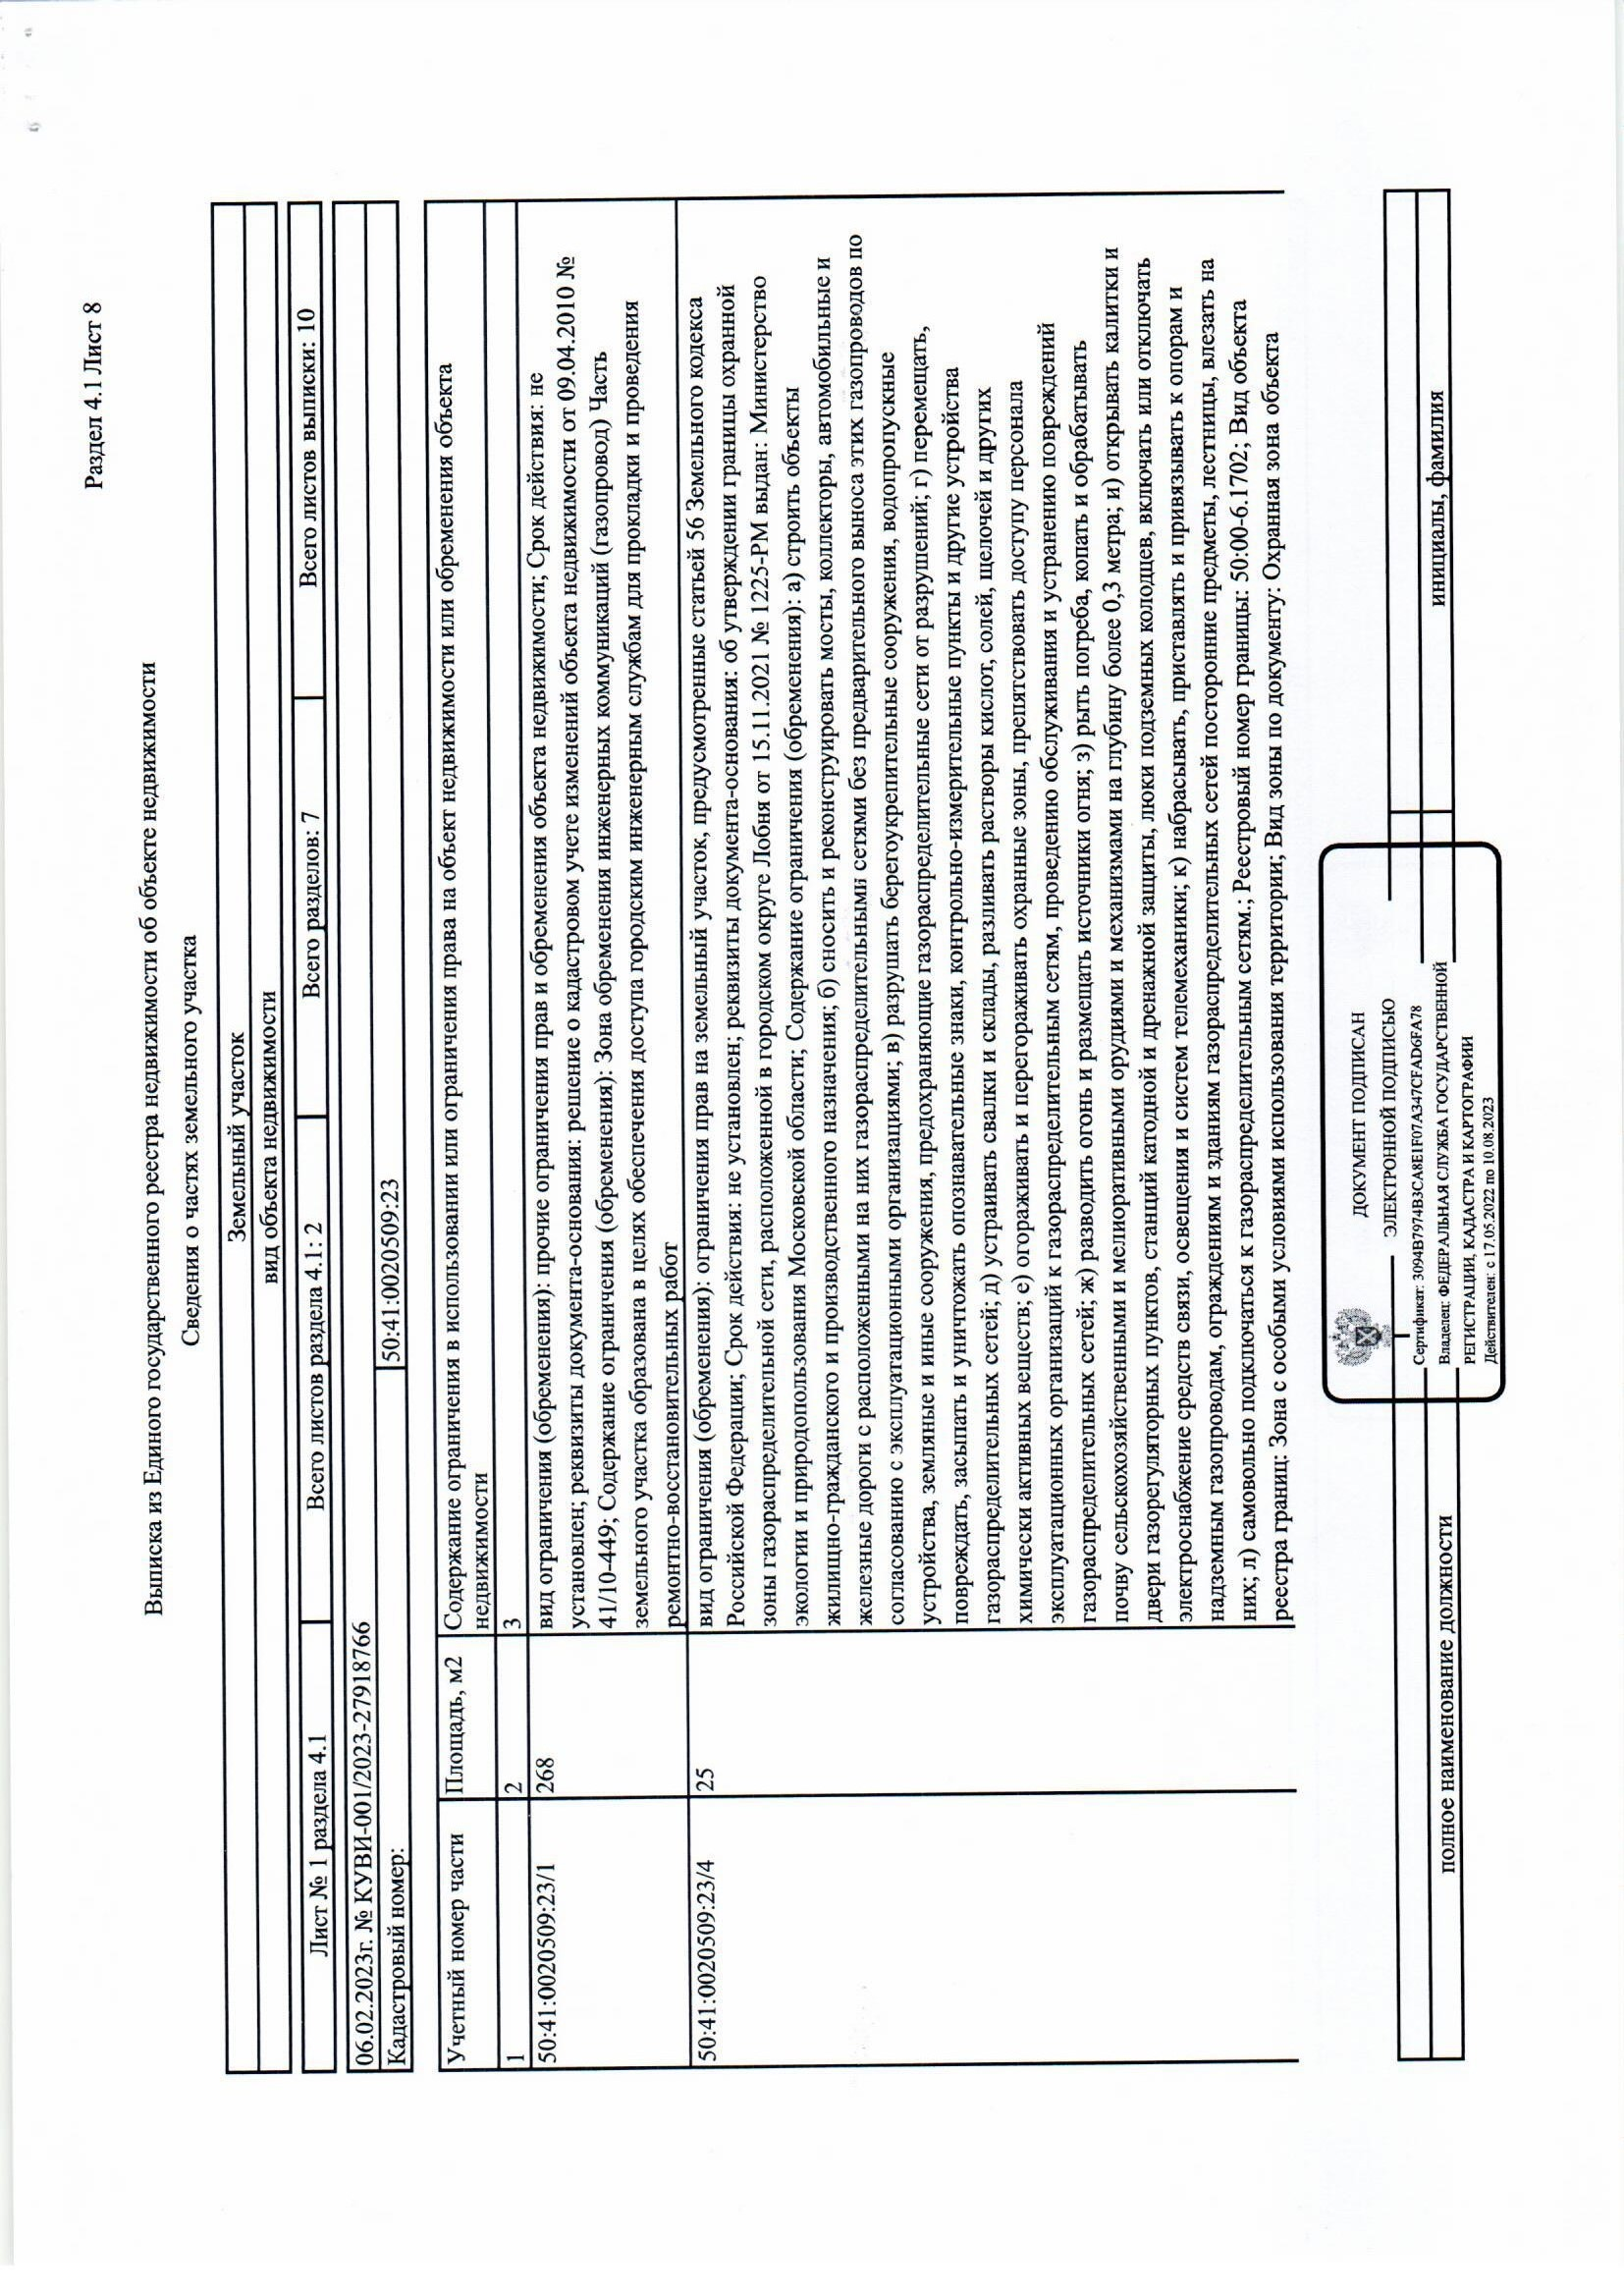 Раздел 4.1 Лист 8
Выписка из Единого государственного реестра недвижимости об объекте недвижимости
Сведения о частях земельного участка
Земельный участок
вид объекта недвижимости
Лист № 1 раздела 4.1
Всего листов раздела 4.1: 2
Всего разделов: 7
Всего листов выписки: 10
06.02.2023г. № КУВИ-001/2023-27918766
Кадастровый номер:
50:41:0020509:23
Учетный номер части
Площадь, м2
Содержание ограничения в использовании или ограничения права на объект недвижимости или обременения объекта
недвижимости
1
2
3
50:41:0020509:23/1
268
вид ограничения (обременения): прочие ограничения прав и обременения объекта недвижимости; Срок действия: не
установлен; реквизиты документа-основания: решение о кадастровом учете изменений объекта недвижимости от 09.04.2010 №
41/10-449; Содержание ограничения (обременения): Зона обременения инженерных коммуникаций (газопровод) Часть
земельного участка образована в целях обеспечения доступа городским инженерным службам для прокладки и проведения
ремонтно-восстановительных работ
50:41:0020509:23/4
25
вид ограничения (обременения): ограничения прав на земельный участок, предусмотренные статьей 56 Земельного кодекса
Российской Федерации; Срок действия: не установлен; реквизиты документа-основания: об утверждении границы охранной
зоны газораспределительной сети, расположенной в городском округе Лобня от 15.11.2021 № 1225-РМ выдан: Министерство
экологии и природопользования Московской области; Содержание ограничения (обременения): а) строить объекты
жилищно-гражданского и производственного назначения; б) сносить и реконструировать мосты, коллекторы, автомобильные и
железные дороги с расположенными на них газораспределительными сетями без предварительного выноса этих газопроводов по
согласованию с эксплуатационными организациями; в) разрушать берегоукрепительные сооружения, водопропускные
устройства, земляные и иные сооружения, предохраняющие газораспределительные сети от разрушений; г) перемещать,
повреждать, засыпать и уничтожать опознавательные знаки, контрольно-измерительные пункты и другие устройства
газораспределительных сетей; д) устраивать свалки и склады, разливать растворы кислот, солей, щелочей и других
химически активных веществ; е) огораживать и перегораживать охранные зоны, препятствовать доступу персонала
эксплуатационных организаций к газораспределительным сетям, проведению обслуживания и устранению повреждений
газораспределительных сетей; ж) разводить огонь и размещать источники огня; з) рыть погреба, копать и обрабатывать
почву сельскохозяйственными и мелиоративными орудиями и механизмами на глубину более 0,3 метра; и) открывать калитки и
двери газорегуляторных пунктов, станций катодной и дренажной защиты, люки подземных колодцев, включать или отключать
электроснабжение средств связи, освещения и систем телемеханики; к) набрасывать, приставлять и привязывать к опорам и
надземным газопроводам, ограждениям и зданиям газораспределительных сетей посторонние предметы, лестницы, влезать на
них; л) самовольно подключаться к газораспределительным сетям.; Реестровый номер границы: 50:00-6.1702; Вид объекта
реестра границ: Зона с особыми условиями использования территории; Вид зоны по документу: Охранная зона объекта
ДОКУМЕНТ ПОДПИСАН
ЭЛЕКТРОННОЙ ПОДПИСЬЮ
Сертификат: 3094B7974B3CA8E1F07A347CFAD6FA78
Владелец: ФЕДЕРАЛЬНАЯ СЛУЖБА ГОСУДАРСТВЕННОЙ
РЕГИСТРАЦИИ, КАДАСТРА И КАРТОГРАФИИ
Действителен: с 17.05.2022 по 10.08.2023
полное наименование должности
инициалы, фамилия